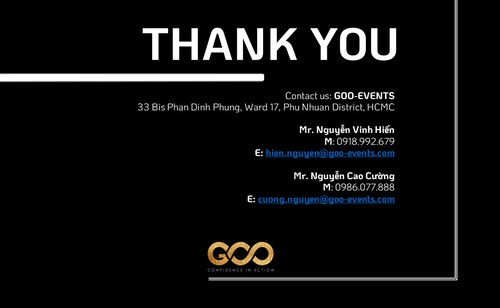 THANK YOU
Contact us: GOO-EVENTS
33 Bis Phan Dinh Phung, Ward 17, Phu Nhuan District, HCMC
Mr. Nguyễn Vinh Hiển
M: 0918.992.679
E: hien.nguyen@goo-events.com
Mr. Nguyễn Cao Cường
M: 0986.077.888
E: cuong.nguyen@goo-events.com
GOO
CONFIDENCE IN ACTION